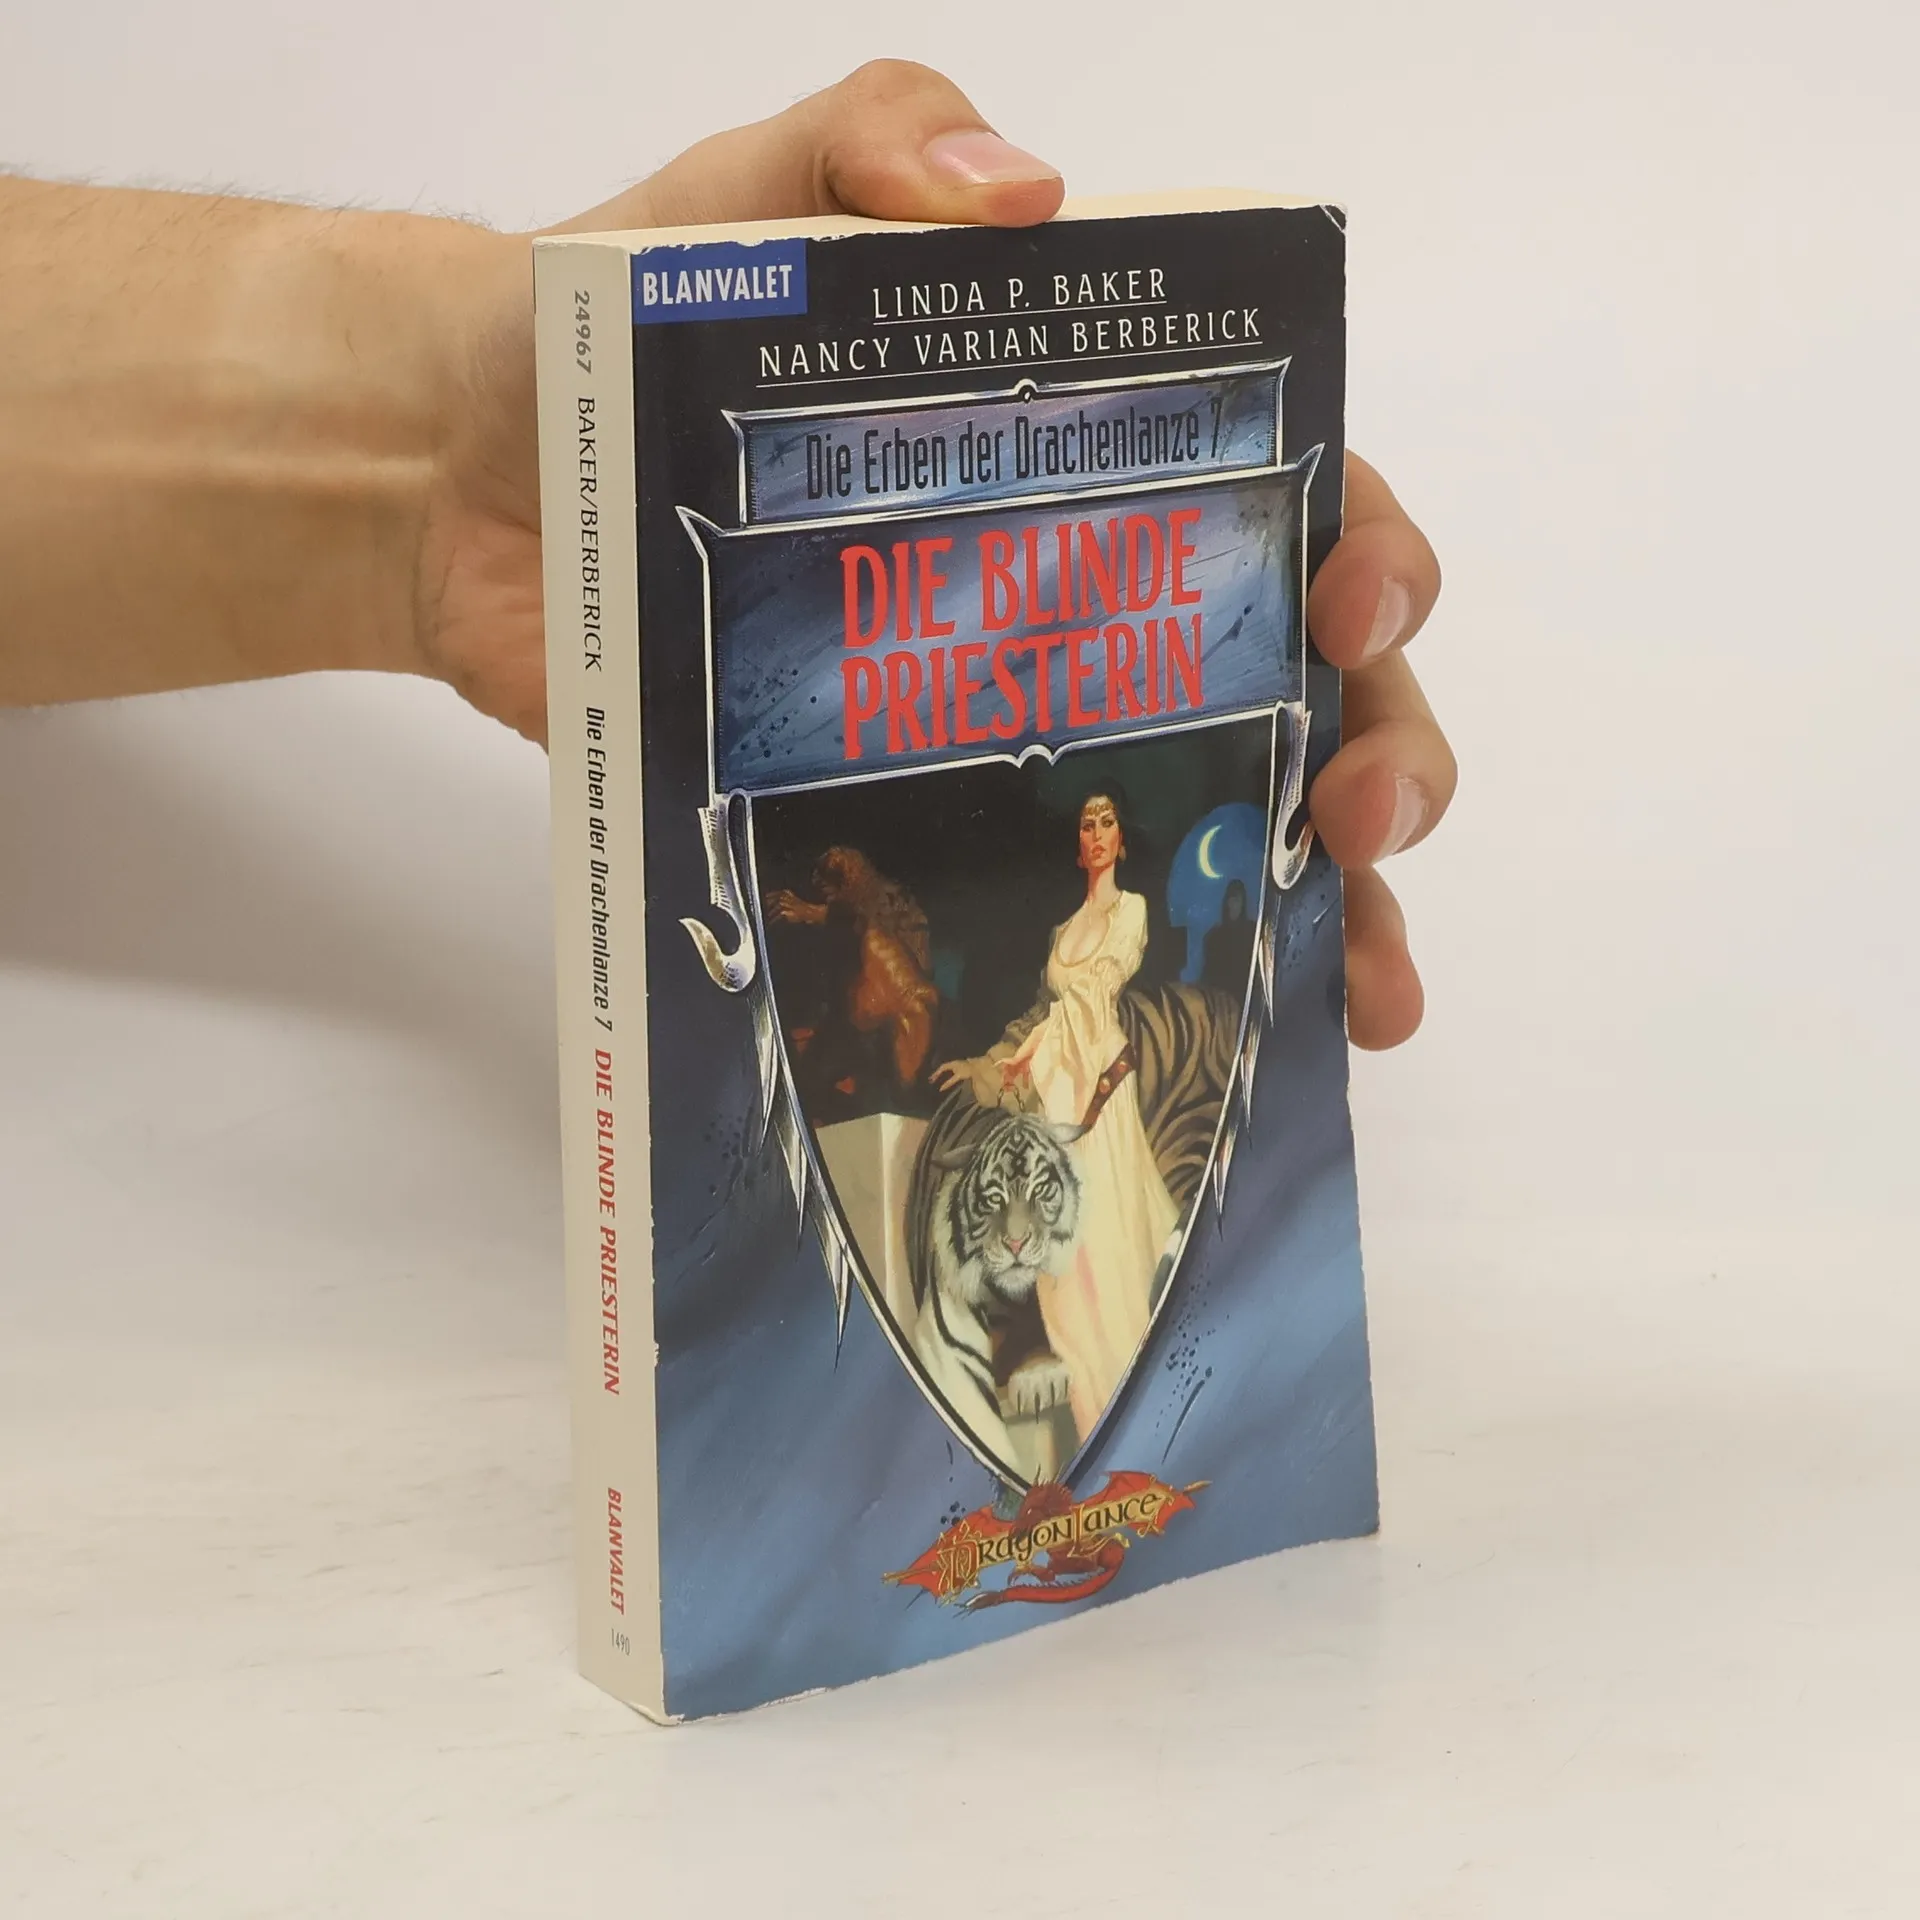 BLANVALET
LINDA P. BAKER
NANCY VARIAN BERBERICK
Die Erben der Drachenlanze 7
DIE BLINDE
PRIESTERIN
DRAGONLANCE
24967 BAKER/BERBERICK Die Erben der Drachenlanze 7 DIE BLINDE PRIESTERIN BLANVALET 1490